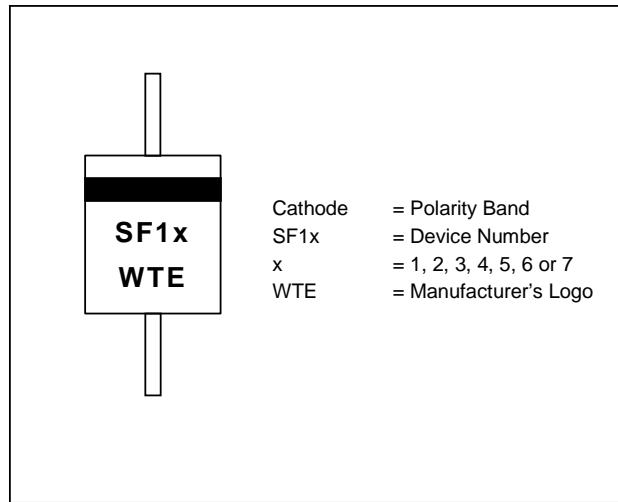 SF1x
WTE
Cathode = Polarity Band
SF1x = Device Number
x = 1, 2, 3, 4, 5, 6 or 7
WTE = Manufacturer’s Logo